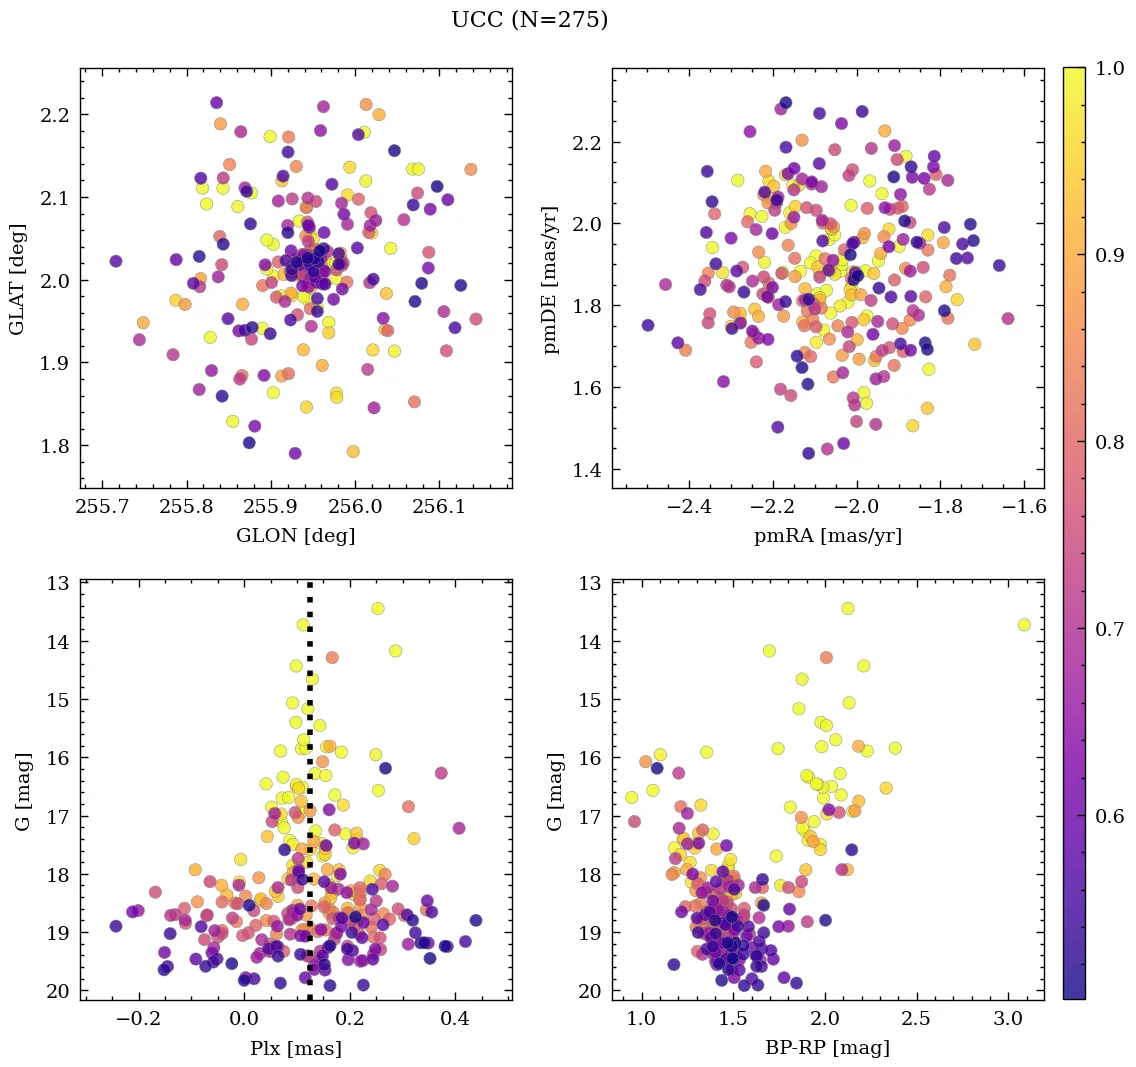 UCC (N=275)
2.2
2.1
2.0
1.9
1.8
GLAT [deg]
255.7 255.8 255.9 256.0 256.1
GLON [deg]
2.2
2.0
1.8
1.6
1.4
pmDE [mas/yr]
−2.4 −2.2 −2.0 −1.8 −1.6
pmRA [mas/yr]
13
14
15
16
17
18
19
20
G [mag]
−0.2 0.0 0.2 0.4
Plx [mas]
13
14
15
16
17
18
19
20
G [mag]
1.0 1.5 2.0 2.5 3.0
BP-RP [mag]
1.0
0.9
0.8
0.7
0.6